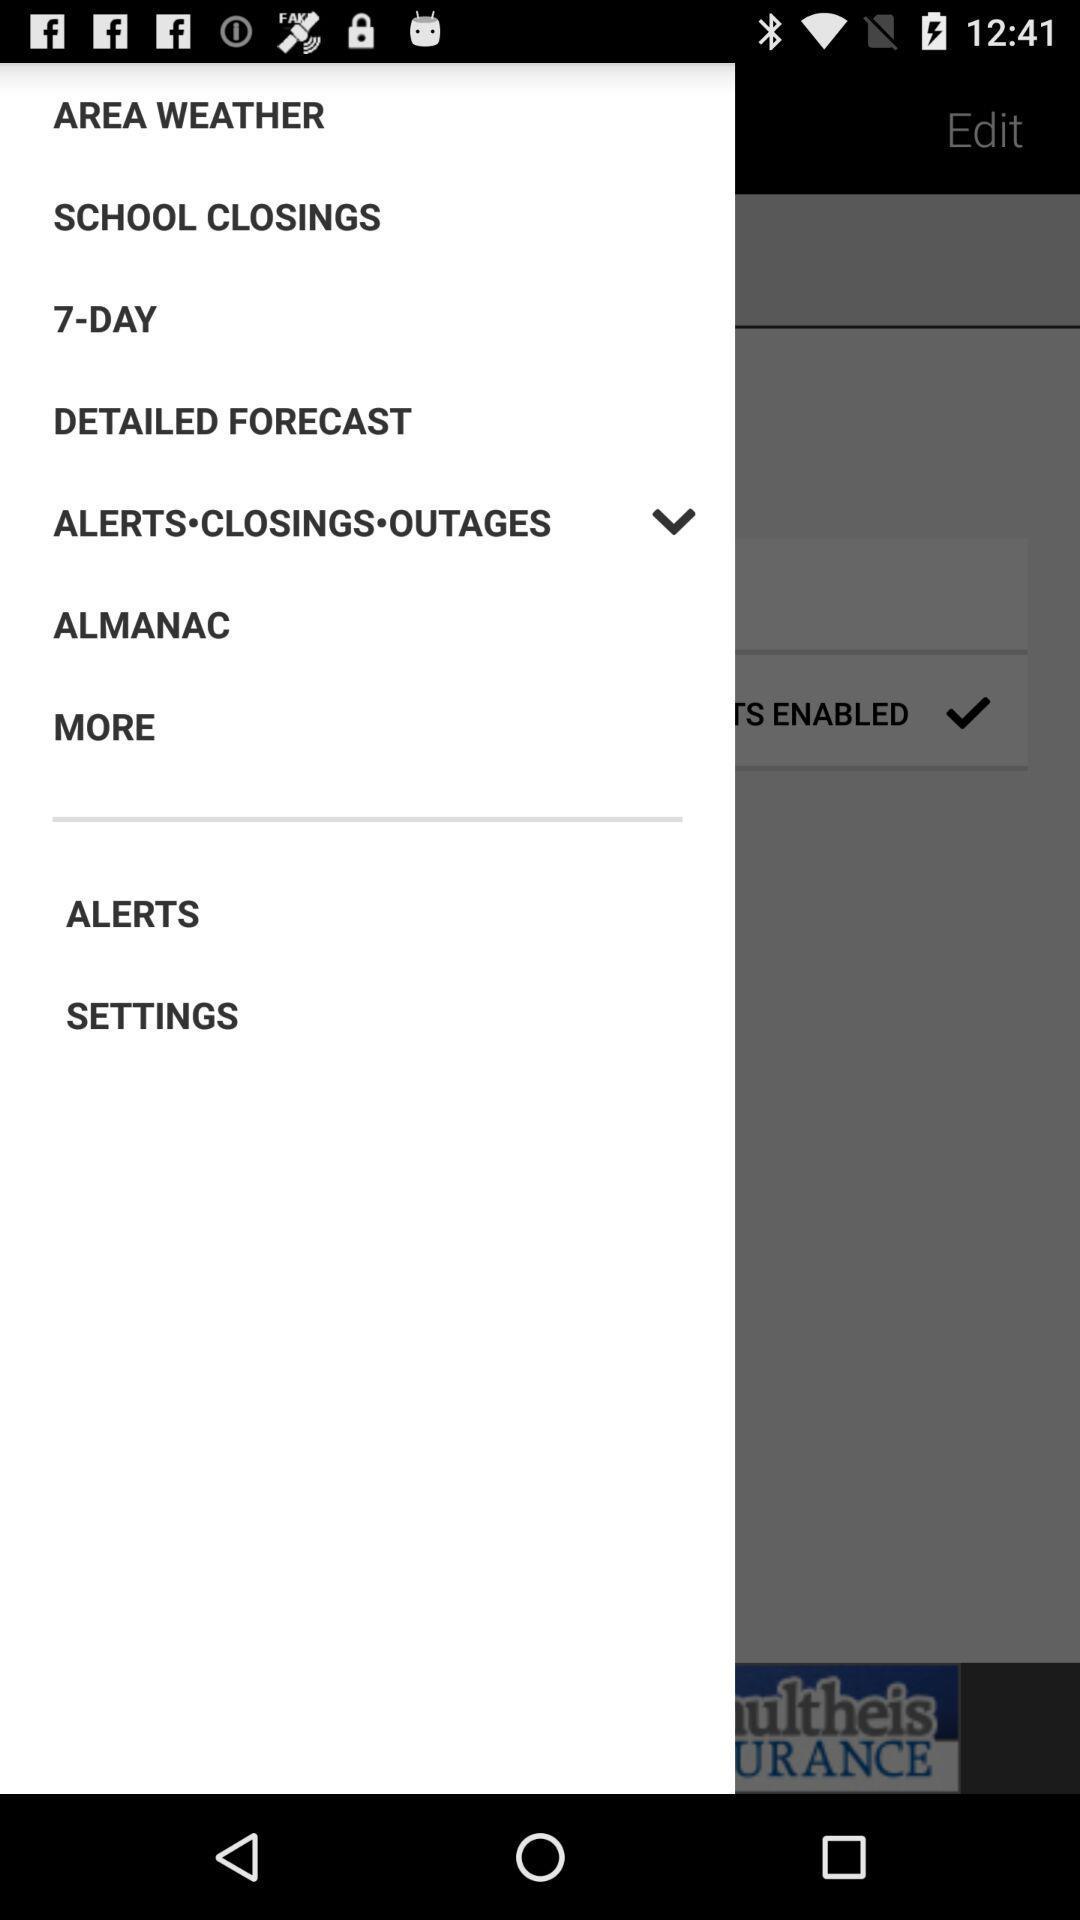 FAKE
12:41
AREA WEATHER
Edit
SCHOOL CLOSINGS
7-DAY
DETAILED FORECAST
ALERTS•CLOSINGS•OUTAGES
ALMANAC
TS ENABLED
MORE
ALERTS
SETTINGS
ultheis
URANCE